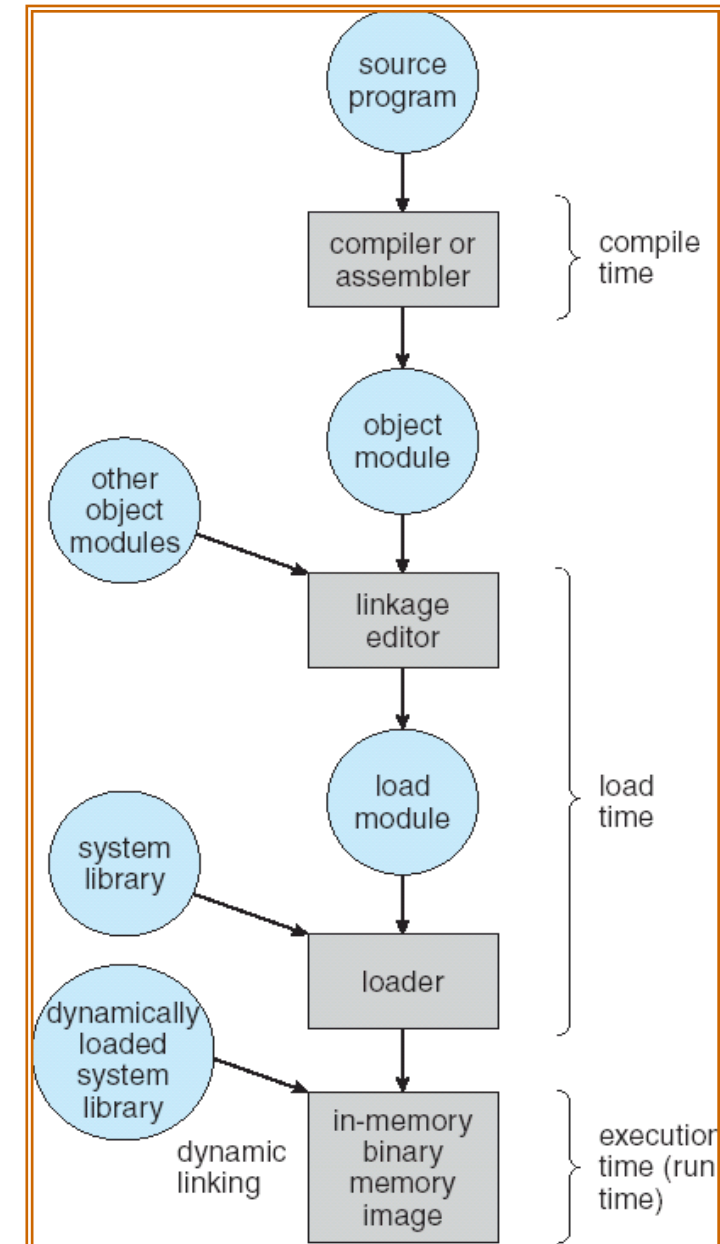 source
program
compiler or
assembler
compile
time
object
module
other
object
modules
linkage
editor
load
module
load
time
system
library
loader
dynamically
loaded
system
library
dynamic
linking
in-memory
binary
memory
image
execution
time (run
time)